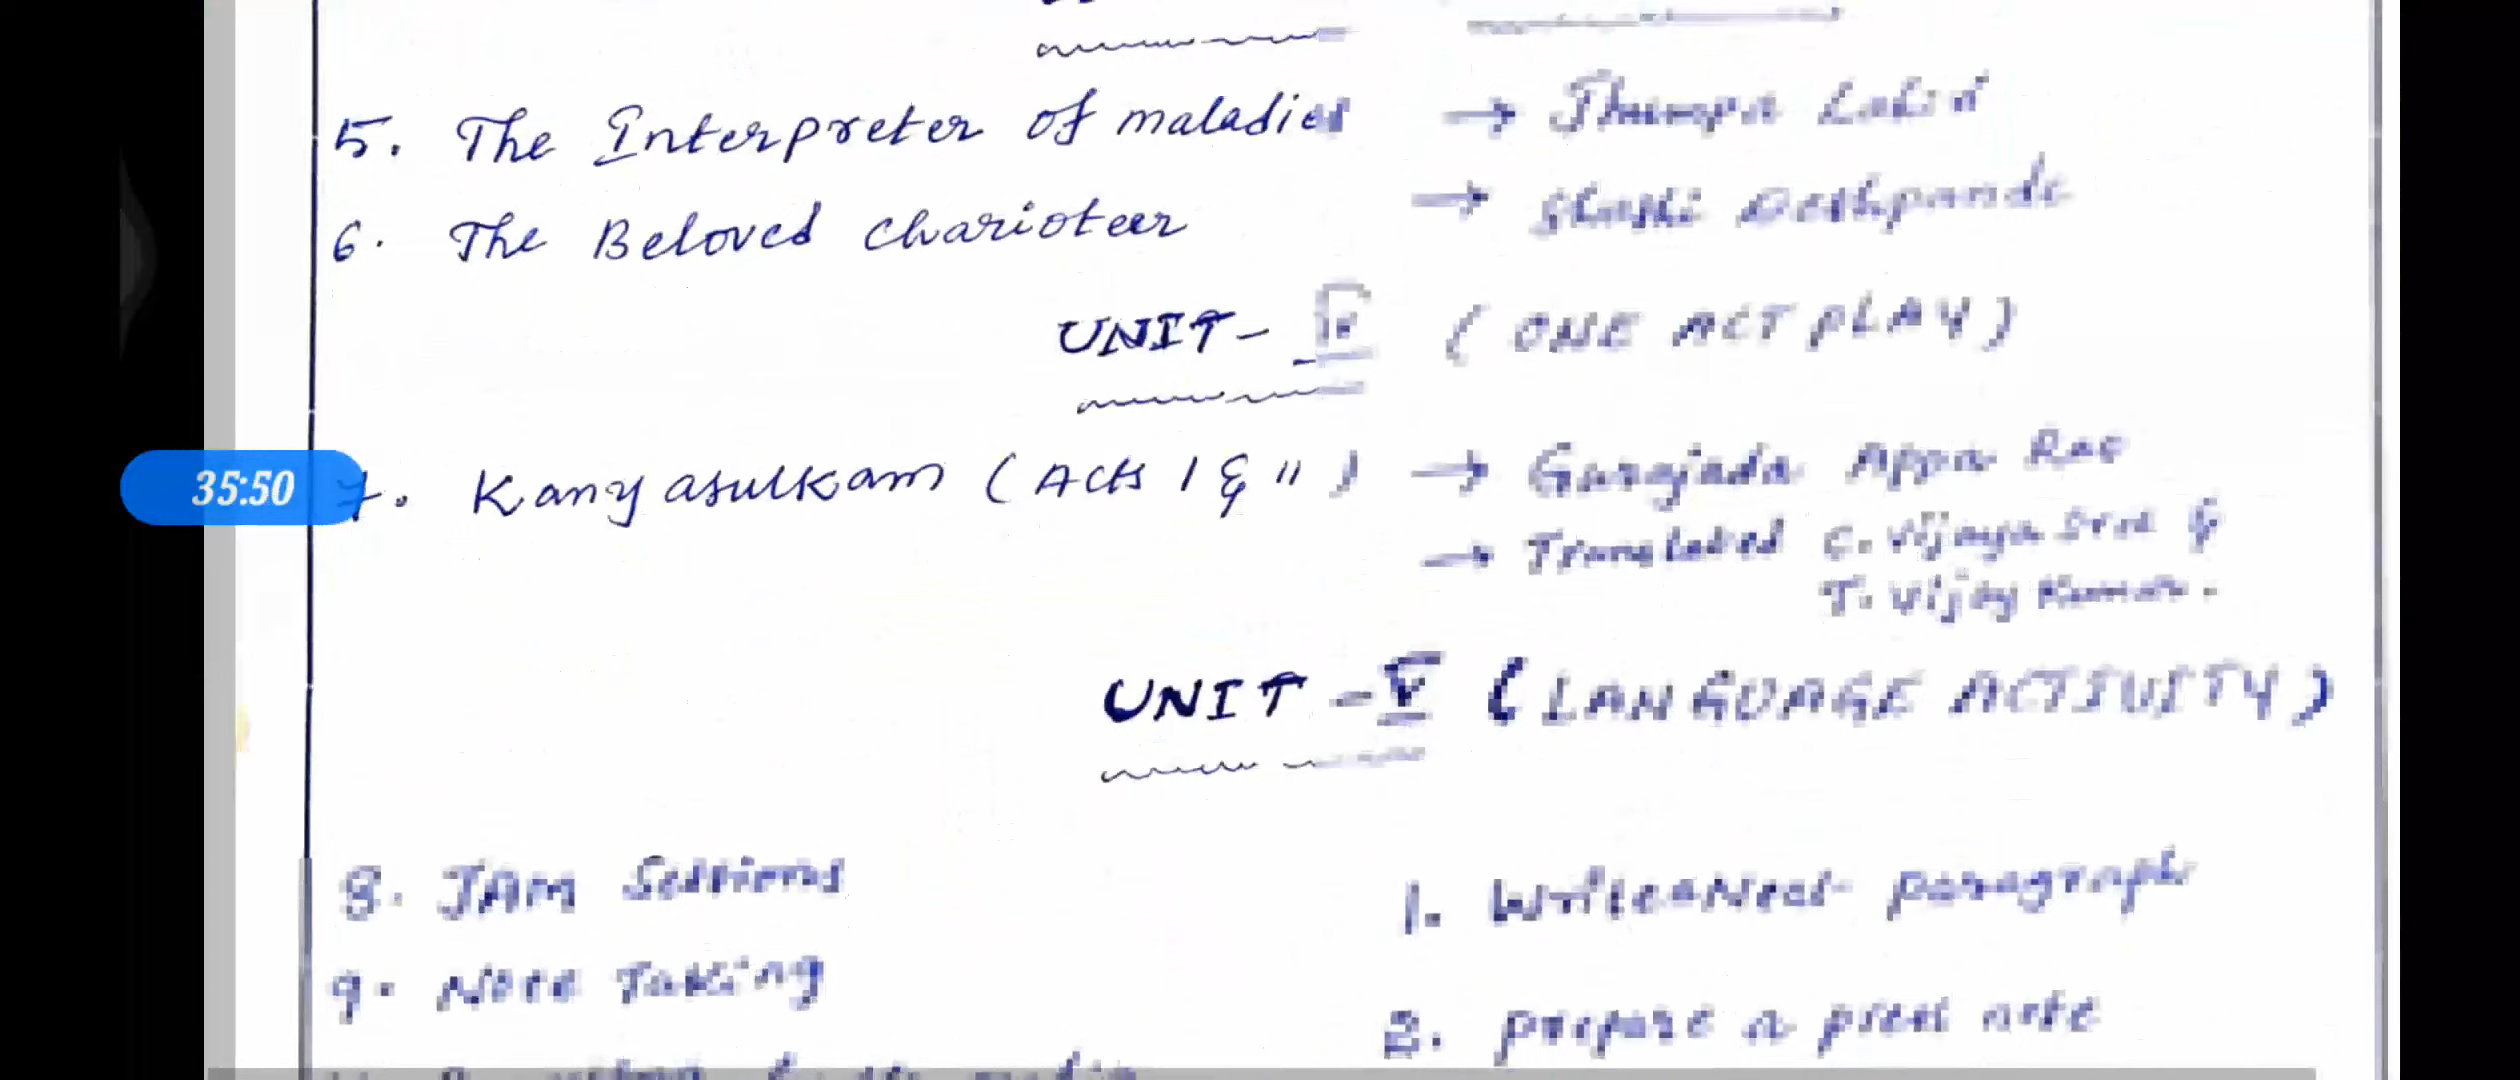 5. The Interpreter of maladies → Jhumpa Lahiri
6. The Beloved charioteer → Shashi Deshpande
UNIT - IV (ONE ACT PLAY)
35:50
7. Kanyasulkam (Acts I & II) → Gurajada Appa Rao
→ Translated C. Vijaya Sree &
T. Vijay Kumar.
UNIT - V (LANGUAGE ACTIVITY)
8. JAM Sessions
1. Write a Neat paragraph
9. Note Taking
2. prepare a press note